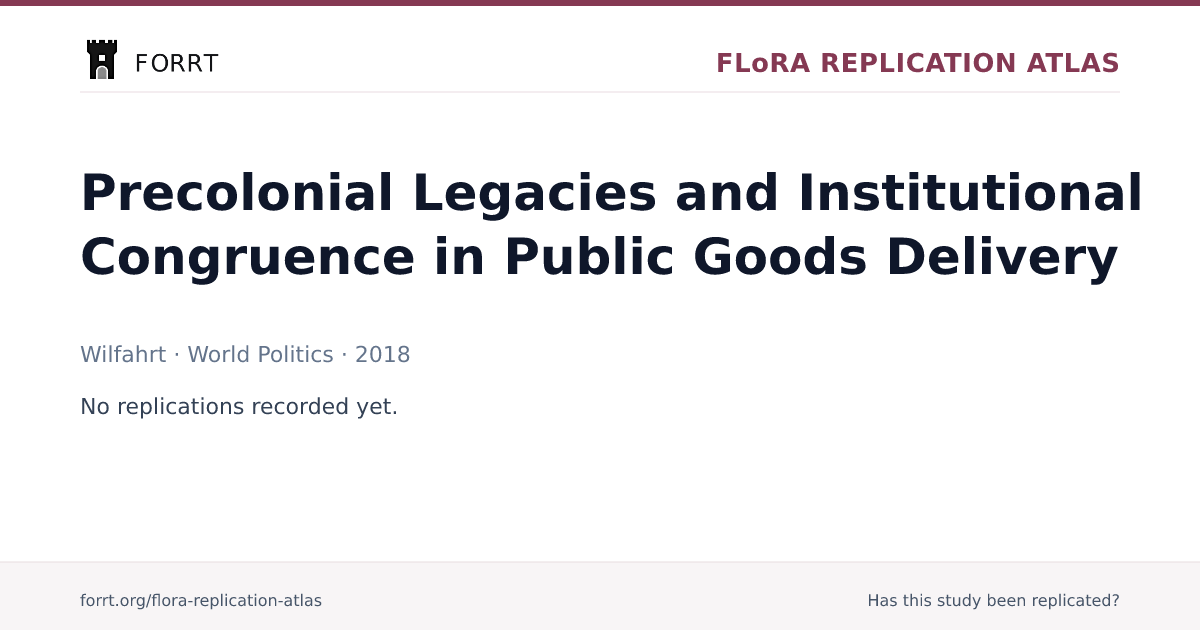 FORRT
FLoRA REPLICATION ATLAS
Precolonial Legacies and Institutional
Congruence in Public Goods Delivery
Wilfahrt · World Politics · 2018
No replications recorded yet.
forrt.org/flora-replication-atlas
Has this study been replicated?